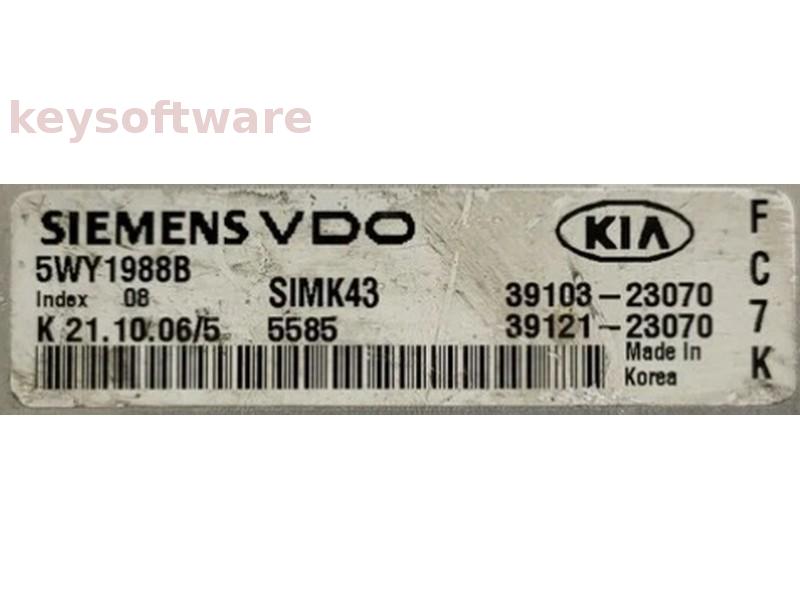 keysoftware
SIEMENS VDO
KIA
5WY1988B
Index 08
SIMK43
39103-23070
K 21.10.06/5 5585
39121-23070
Made In
Korea
F
C
7
K